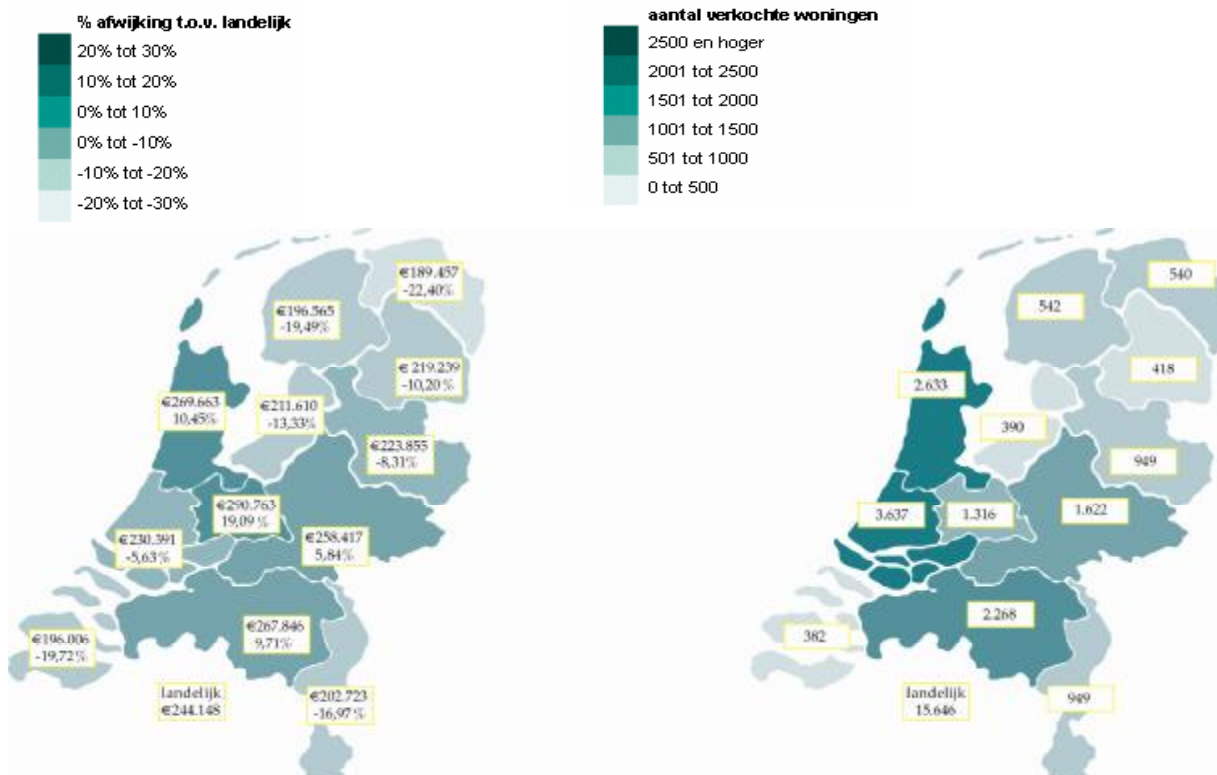 % afwijking t.o.v. landelijk
20% tot 30%
10% tot 20%
0% tot 10%
0% tot -10%
-10% tot -20%
-20% tot -30%
aantal verkochte woningen
2500 en hoger
2001 tot 2500
1501 tot 2000
1001 tot 1500
501 tot 1000
0 tot 500
€189.457
-22,40%
€196.565
-19,49%
€ 219.239
-10,20 %
€269.663
10,45%
€211.610
-13,33%
€223.855
-8,31%
€290.763
19,09 %
€230.391
-5,63%
€258.417
5,84%
€267.846
9,71%
€196.006
-19,72%
landelijk
€244.148
€202.723
-16,97%
540
542
418
2.633
390
949
3.637
1.316
1.622
2.268
382
landelijk
15.646
949